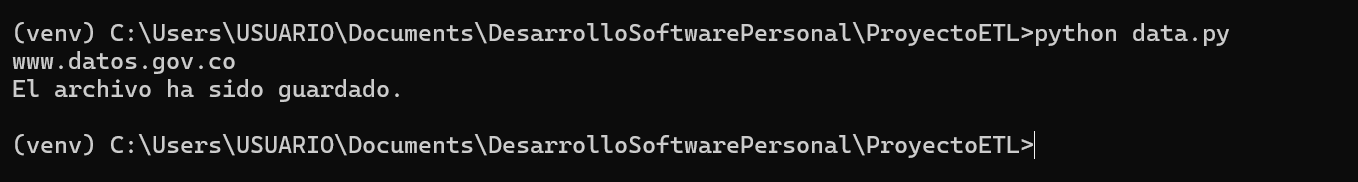 (venv) C:\Users\USUARIO\Documents\DesarrolloSoftwarePersonal\ProyectoETL>python data.py
www.datos.gov.co
El archivo ha sido guardado.
(venv) C:\Users\USUARIO\Documents\DesarrolloSoftwarePersonal\ProyectoETL>